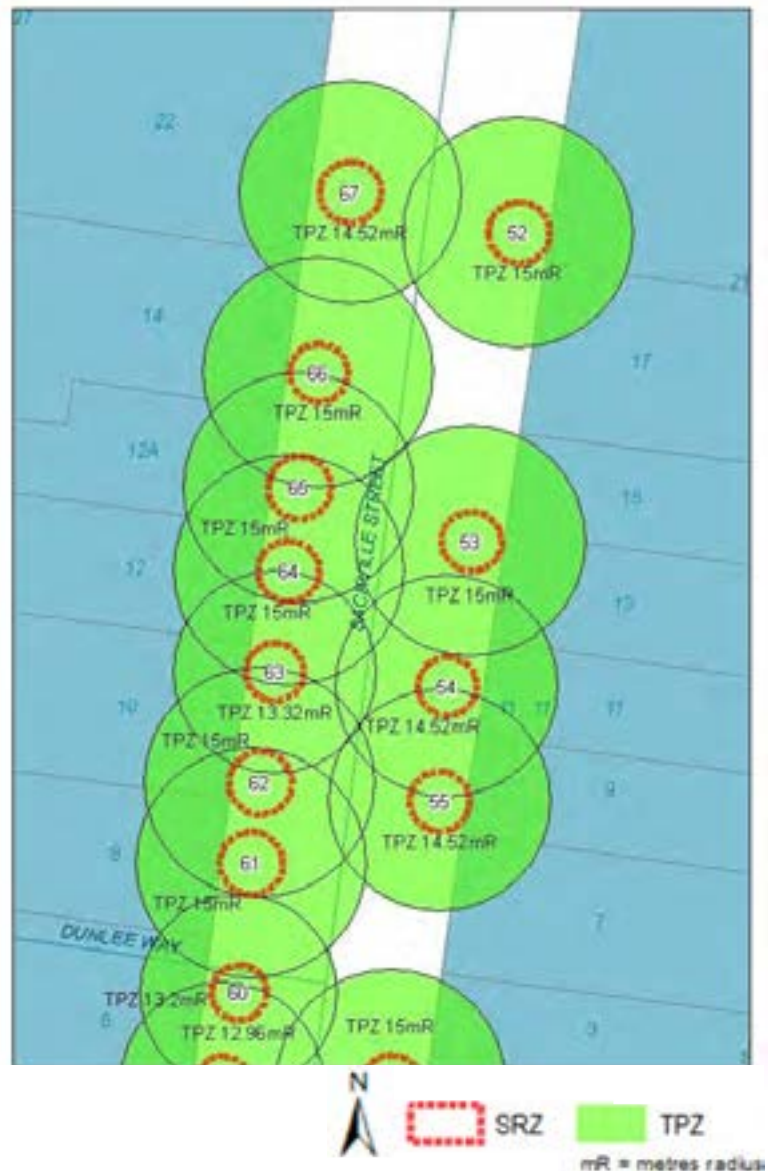 27
22
67
TPZ 14.52mR
52
TPZ 15mR
14
17
66
TPZ 15mR
12A
65
TPZ 15mR
15
SACKVILLE STREET
53
TPZ 15mR
12
64
TPZ 15mR
13
63
TPZ 13.32mR
54
TPZ 14.52mR
11
11
11
10
TPZ 15mR
62
9
55
TPZ 14.52mR
8
61
TPZ 15mR
7
DUNLEE WAY
60
TPZ 13.2mR
TPZ 12.96mR
TPZ 15mR
3
N
SRZ
TPZ
mR = metres radius